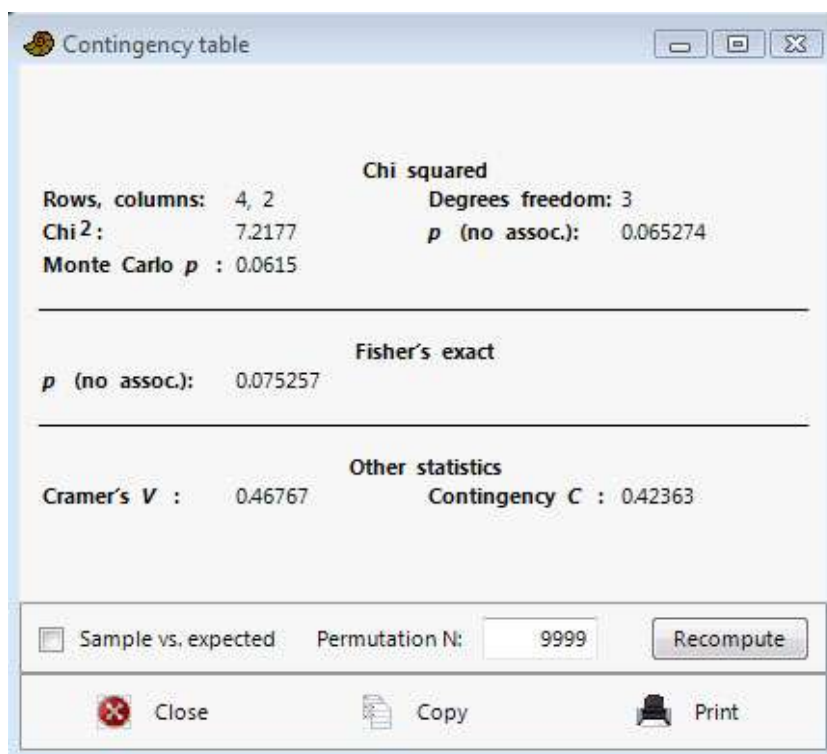 Contingency table
Chi squared
Rows, columns: 4, 2 Degrees freedom: 3
Chi2: 7.2177 p (no assoc.): 0.065274
Monte Carlo p : 0.0615
Fisher's exact
p (no assoc.): 0.075257
Other statistics
Cramer's V : 0.46767 Contingency C : 0.42363
Sample vs. expected Permutation N: 9999 Recompute
Close Copy Print